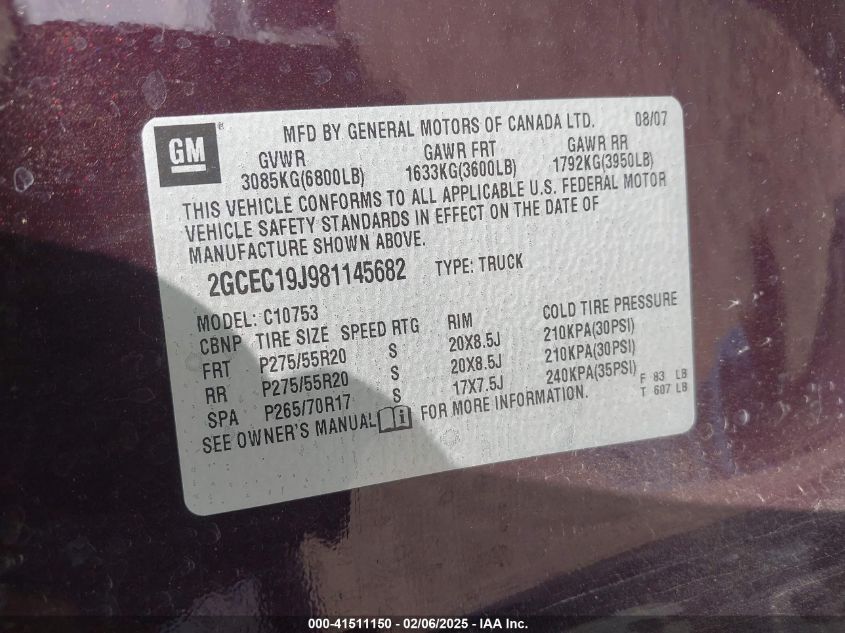 GM ®
MFD BY GENERAL MOTORS OF CANADA LTD. 08/07
GVWR GAWR FRT GAWR RR
3085KG(6800LB) 1633KG(3600LB) 1792KG(3950LB)
THIS VEHICLE CONFORMS TO ALL APPLICABLE U.S. FEDERAL MOTOR
VEHICLE SAFETY STANDARDS IN EFFECT ON THE DATE OF
MANUFACTURE SHOWN ABOVE.
2GCEC19J981145682 TYPE: TRUCK
MODEL: C10753
CBNP TIRE SIZE SPEED RTG RIM COLD TIRE PRESSURE
FRT P275/55R20 S 20X8.5J 210KPA(30PSI)
RR P275/55R20 S 20X8.5J 210KPA(30PSI)
SPA P265/70R17 S 17X7.5J 240KPA(35PSI)
F 83 LB
T 607 LB
SEE OWNER'S MANUAL i FOR MORE INFORMATION.
000-41511150 - 02/06/2025 - IAA Inc.